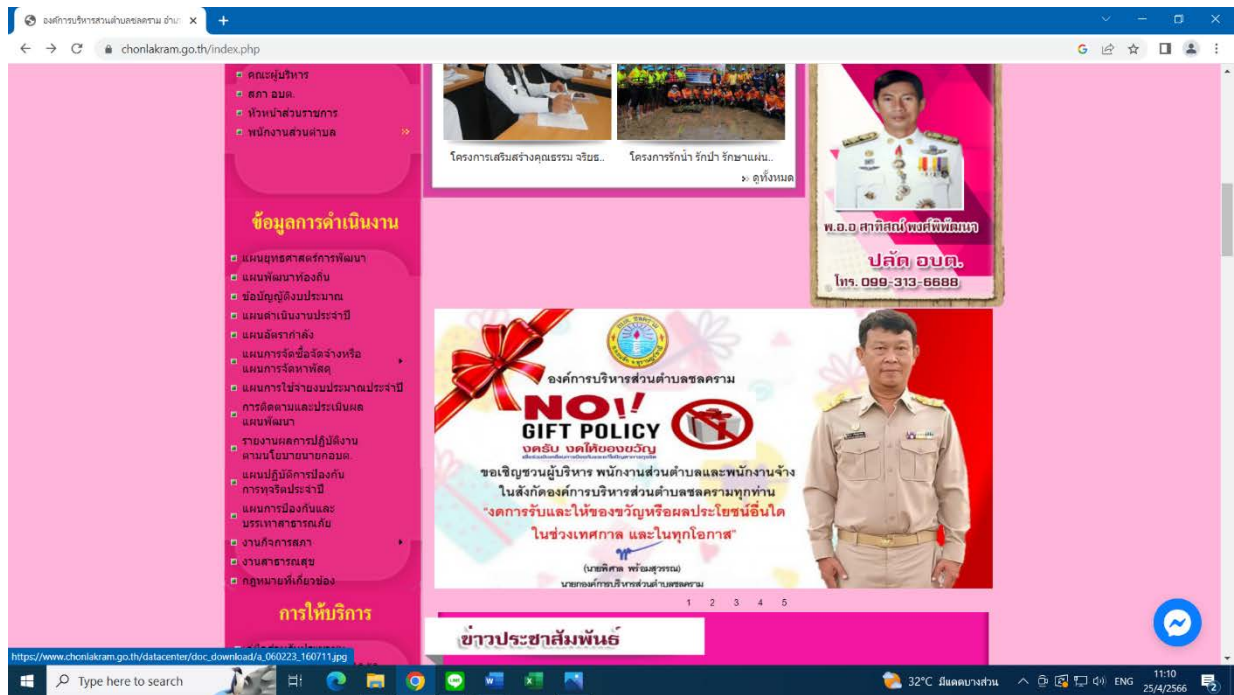 องค์การบริหารส่วนตำบลชลคราม อำเภ
chonlakram.go.th/index.php
คณะผู้บริหาร
สภา อบต.
หัวหน้าส่วนราชการ
พนักงานส่วนตำบล
โครงการเสริมสร้างคุณธรรม จริยธ..
โครงการรักน้ำ รักป่า รักษาแผ่น..
ดูทั้งหมด
พ.อ.อ สาทิสณ์ พงศ์พิพัฒนา
ปลัด อบต.
โทร. 099-313-6688
ข้อมูลการดำเนินงาน
แผนยุทธศาสตร์การพัฒนา
แผนพัฒนาท้องถิ่น
ข้อบัญญัติงบประมาณ
แผนดำเนินงานประจำปี
แผนอัตรากำลัง
แผนการจัดซื้อจัดจ้างหรือ
แผนการจัดหาพัสดุ
แผนการใช้จ่ายงบประมาณประจำปี
การติดตามและประเมินผล
แผนพัฒนา
รายงานผลการปฏิบัติงาน
ตามนโยบายนายกอบต.
แผนปฏิบัติการป้องกัน
การทุจริตประจำปี
แผนการป้องกันและ
บรรเทาสาธารณภัย
งานกิจการสภา
งานสาธารณสุข
กฎหมายที่เกี่ยวข้อง
การให้บริการ
องค์การบริหารส่วนตำบลชลคราม
NO!
GIFT POLICY
งดรับ งดให้ของขวัญ
ขอเชิญชวนผู้บริหาร พนักงานส่วนตำบลและพนักงานจ้าง
ในสังกัดองค์การบริหารส่วนตำบลชลครามทุกท่าน
"งดการรับและให้ของขวัญหรือผลประโยชน์อื่นใด
ในช่วงเทศกาล และในทุกโอกาส"
(นายพิศาล พร้อมสุวรรณ)
นายกองค์การบริหารส่วนตำบลชลคราม
1 2 3 4 5
ข่าวประชาสัมพันธ์
https://www.chonlakram.go.th/datacenter/doc_download/a_060223_160711.jpg
Type here to search
32°C มีแดดบางส่วน
ENG
11:10
25/4/2566